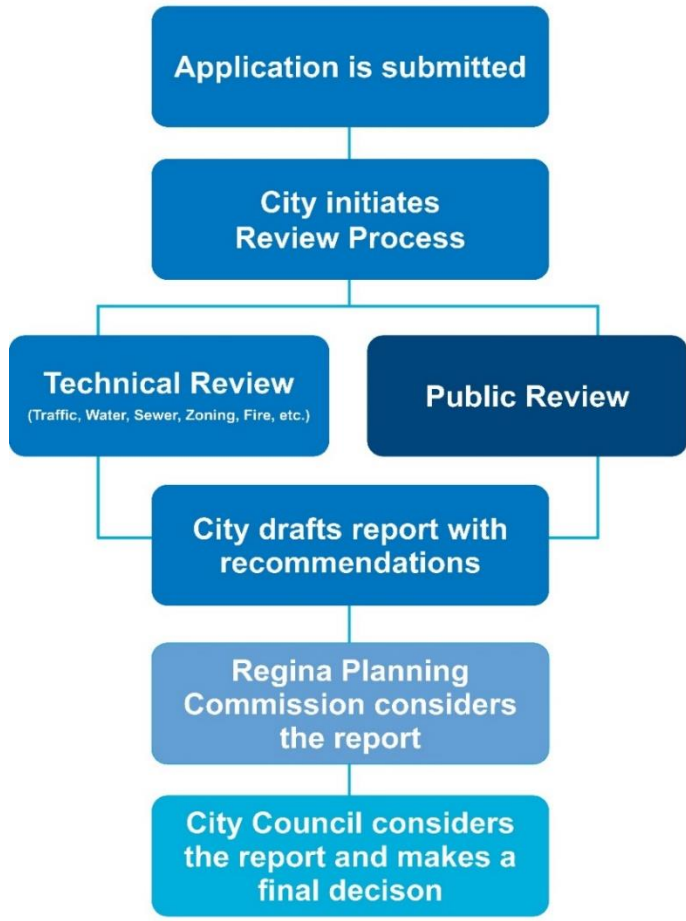 Application is submitted
City initiates
Review Process
Technical Review
(Traffic, Water, Sewer, Zoning, Fire, etc.)
Public Review
City drafts report with
recommendations
Regina Planning
Commission considers
the report
City Council considers
the report and makes a
final decison